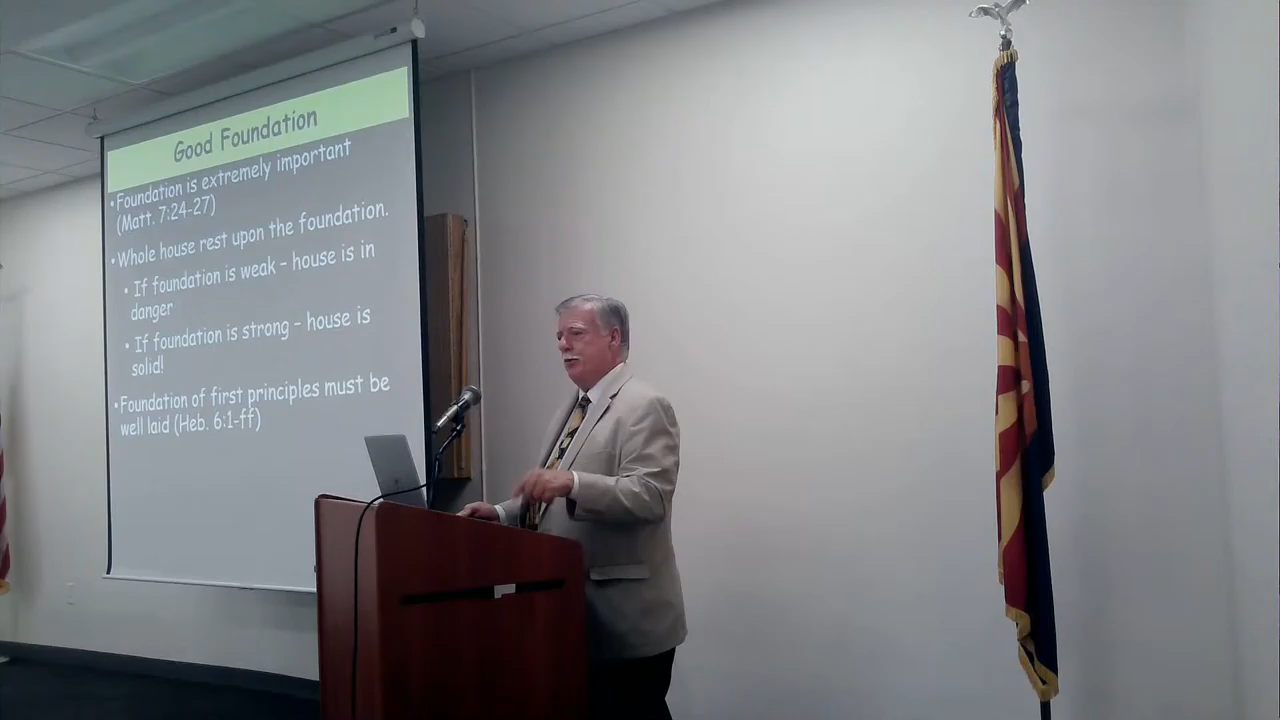 Good Foundation
•Foundation is extremely important
(Matt. 7:24-27)
•Whole house rest upon the foundation.
• If foundation is weak – house is in
danger
• If foundation is strong – house is
solid!
•Foundation of first principles must be
well laid (Heb. 6:1-ff)